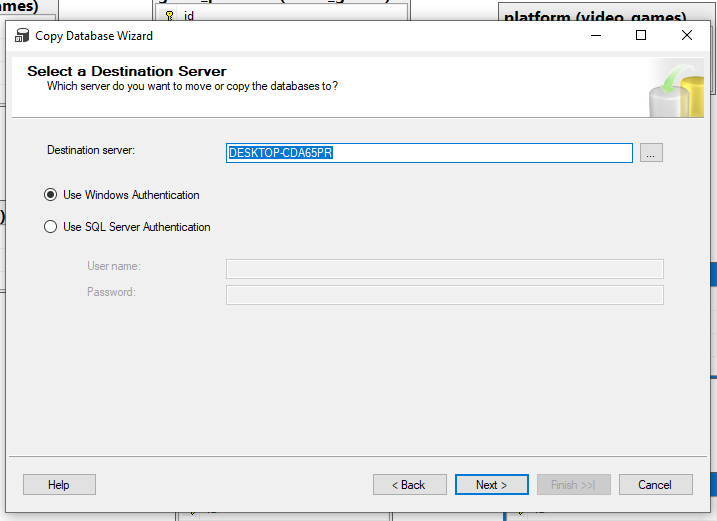 id
platform (video_games)
Copy Database Wizard
Select a Destination Server
Which server do you want to move or copy the databases to?
Destination server:
DESKTOP-CDA65PR
...
Use Windows Authentication
Use SQL Server Authentication
User name:
Password:
Help
< Back
Next >
Finish >>|
Cancel